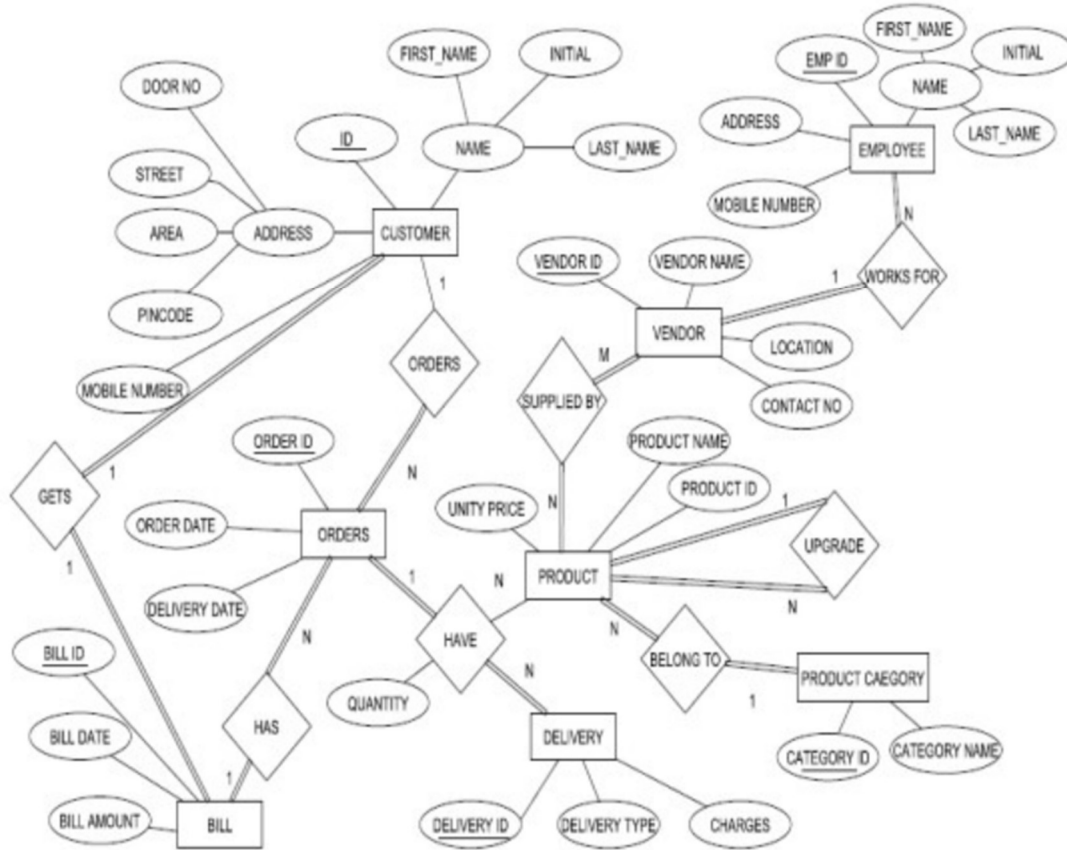 FIRST_NAME
INITIAL
FIRST_NAME
EMP ID
INITIAL
NAME
DOOR NO
ID
NAME
LAST_NAME
ADDRESS
EMPLOYEE
LAST_NAME
STREET
MOBILE NUMBER
N
AREA
ADDRESS
CUSTOMER
VENDOR ID
VENDOR NAME
1
WORKS FOR
1
PINCODE
VENDOR
LOCATION
ORDERS
M
MOBILE NUMBER
SUPPLIED BY
CONTACT NO
ORDER ID
PRODUCT NAME
1
N
GETS
N
PRODUCT ID
1
UNITY PRICE
ORDER DATE
ORDERS
UPGRADE
1
1
N
PRODUCT
DELIVERY DATE
N
N
N
HAVE
BILL ID
BELONG TO
N
PRODUCT CAEGORY
QUANTITY
1
HAS
BILL DATE
DELIVERY
CATEGORY ID
CATEGORY NAME
1
BILL AMOUNT
BILL
DELIVERY ID
DELIVERY TYPE
CHARGES